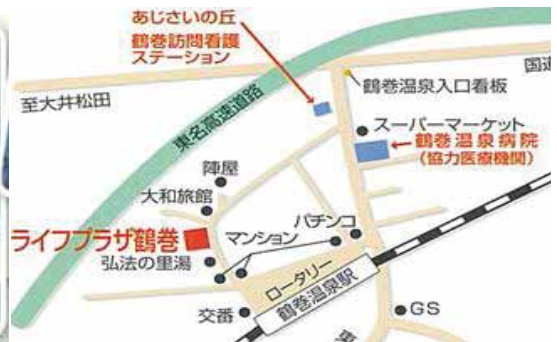 あじさいの丘
鶴巻訪問看護
ステーション
至大井松田
東名高速道路
鶴巻温泉入口看板
国道
スーパーマーケット
鶴巻温泉病院
(協力医療機関)
陣屋
大和旅館
ライフプラザ鶴巻
マンション
パチンコ
弘法の里湯
ロータリー
鶴巻温泉駅
交番
GS